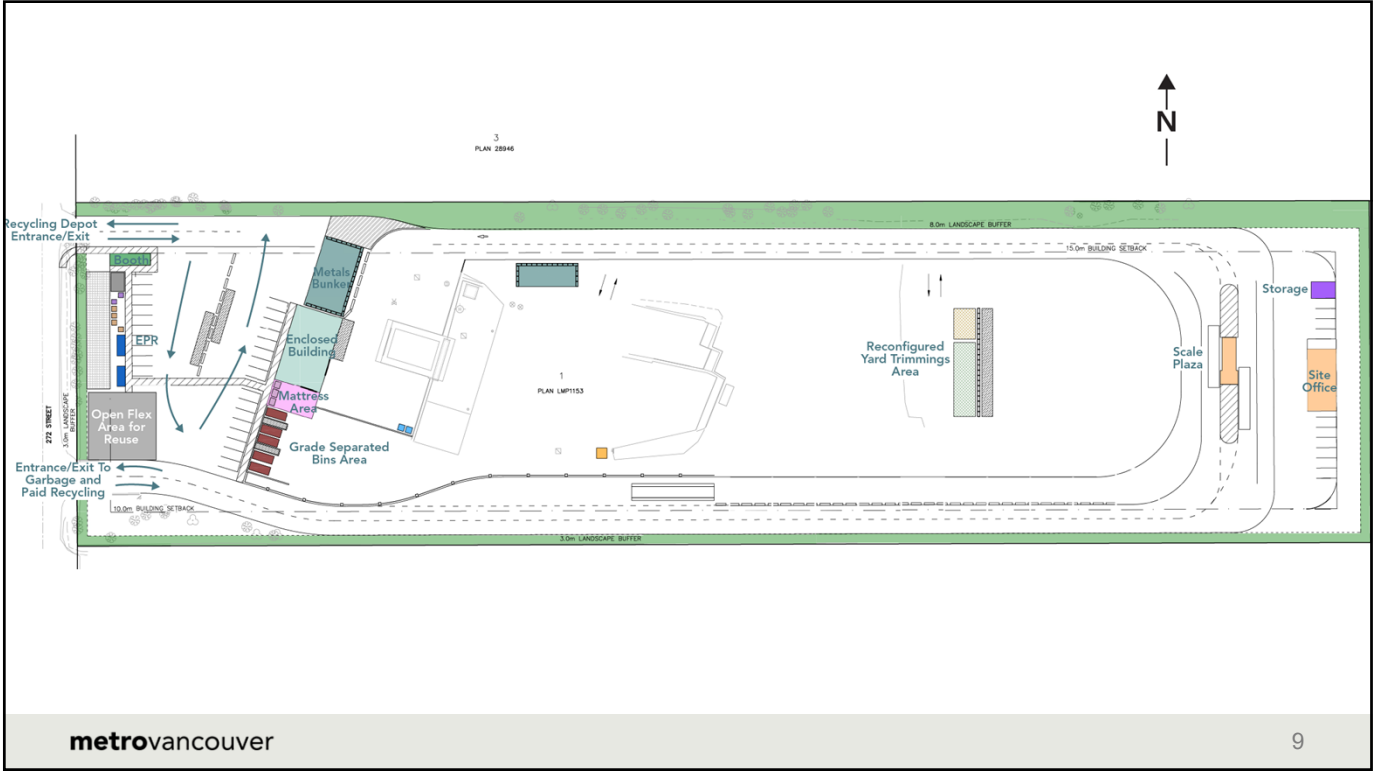 3
PLAN 28946
N
Recycling Depot
Entrance/Exit
8.0m LANDSCAPE BUFFER
15.0m BUILDING SETBACK
Booth
Metals
Bunker
Storage
EPR
Enclosed
Building
Reconfigured
Yard Trimmings
Area
Scale
Plaza
Site
Office
1
PLAN LMP1153
Mattress
Area
272 STREET
3.0m LANDSCAPE
BUFFER
Open Flex
Area for
Reuse
Grade Separated
Bins Area
Entrance/Exit To
Garbage and
Paid Recycling
10.0m BUILDING SETBACK
3.0m LANDSCAPE BUFFER
metrovancouver
9